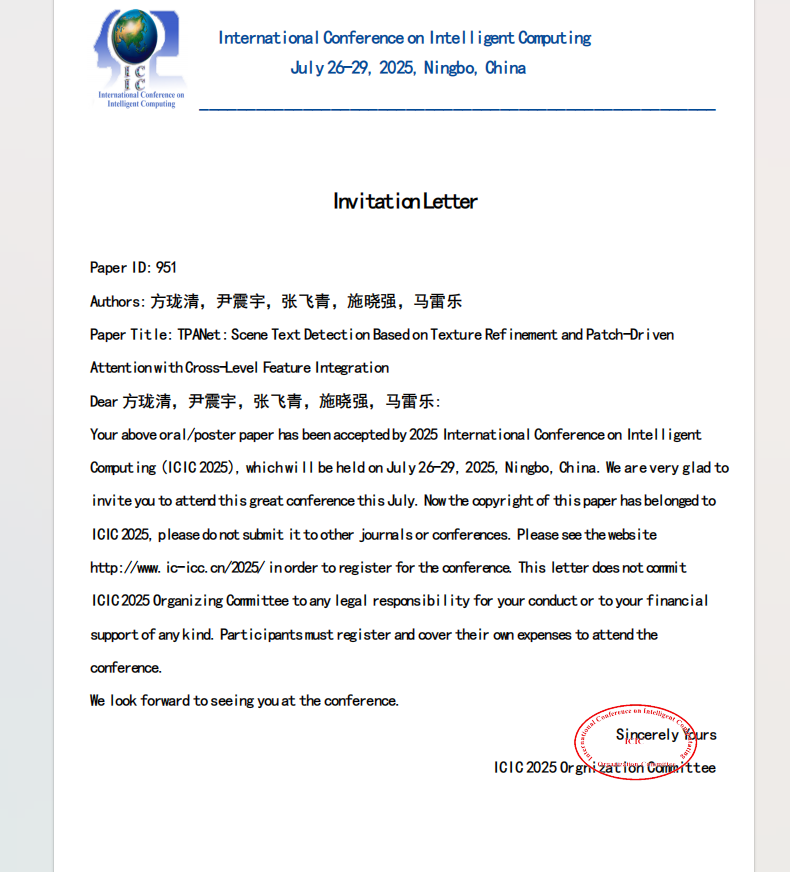 International Conference on Intelligent Computing
July 26-29, 2025, Ningbo, China
IC
IC
International Conference on
Intelligent Computing
Invitation Letter
Paper ID: 951
Authors: 方珑清，尹震宇，张飞青，施晓强，马雷乐
Paper Title: TPANet: Scene Text Detection Based on Texture Refinement and Patch-Driven
Attention with Cross-Level Feature Integration
Dear 方珑清，尹震宇，张飞青，施晓强，马雷乐:
Your above oral/poster paper has been accepted by 2025 International Conference on Intelligent
Computing (ICIC 2025), which will be held on July 26-29, 2025, Ningbo, China. We are very glad to
invite you to attend this great conference this July. Now the copyright of this paper has belonged to
ICIC 2025, please do not submit it to other journals or conferences. Please see the website
http://www.ic-icc.cn/2025/ in order to register for the conference. This letter does not commit
ICIC 2025 Organizing Committee to any legal responsibility for your conduct or to your financial
support of any kind. Participants must register and cover their own expenses to attend the
conference.
We look forward to seeing you at the conference.
Sincerely Yours
ICIC 2025 Orgnization Committee
International Conference on Intelligent Computing